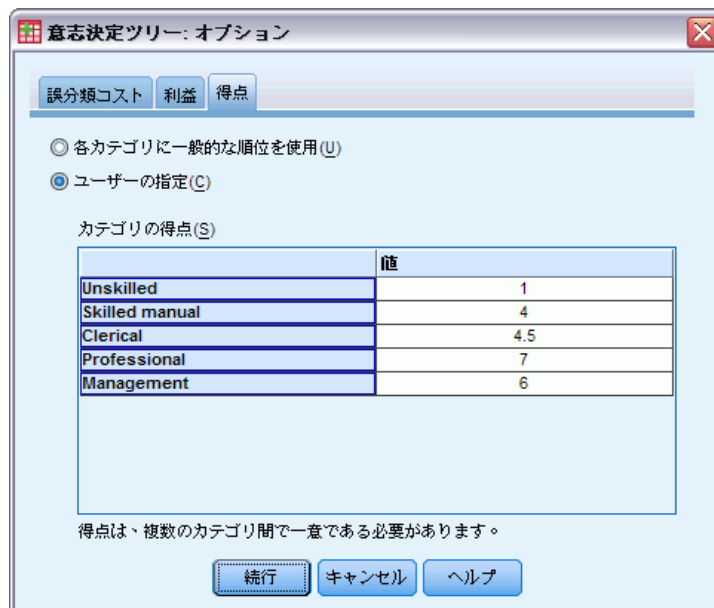 意志決定ツリー: オプション
誤分類コスト 利益 得点
各カテゴリに一般的な順位を使用(U)
ユーザーの指定(C)
カテゴリの得点(S)
値
Unskilled 1
Skilled manual 4
Clerical 4.5
Professional 7
Management 6
得点は、複数のカテゴリ間で一意である必要があります。
続行 キャンセル ヘルプ